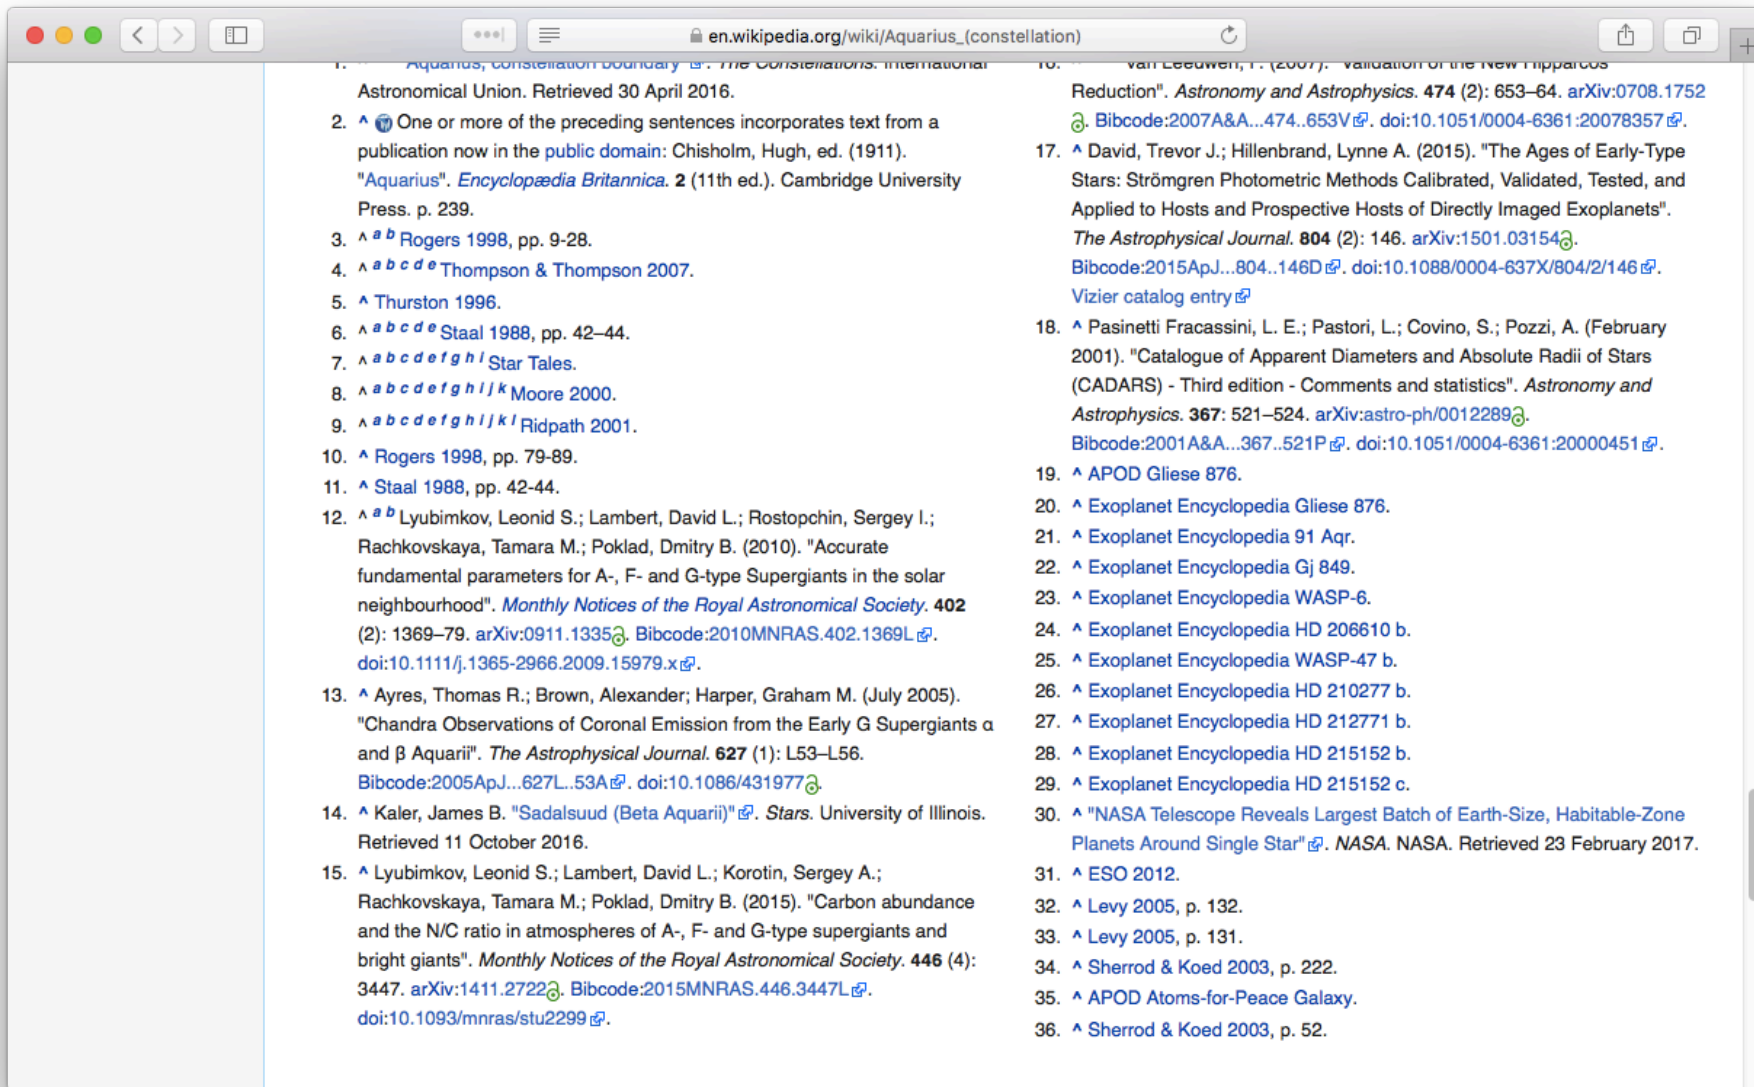 en.wikipedia.org/wiki/Aquarius_(constellation)
1. Aquarius, constellation boundary. The Constellations. International
Astronomical Union. Retrieved 30 April 2016.
2. ^ One or more of the preceding sentences incorporates text from a
publication now in the public domain: Chisholm, Hugh, ed. (1911).
"Aquarius". Encyclopædia Britannica. 2 (11th ed.). Cambridge University
Press. p. 239.
3. ^ a b Rogers 1998, pp. 9-28.
4. ^ a b c d e Thompson & Thompson 2007.
5. ^ Thurston 1996.
6. ^ a b c d e Staal 1988, pp. 42–44.
7. ^ a b c d e f g h i Star Tales.
8. ^ a b c d e f g h i j k Moore 2000.
9. ^ a b c d e f g h i j k l Ridpath 2001.
10. ^ Rogers 1998, pp. 79-89.
11. ^ Staal 1988, pp. 42-44.
12. ^ a b Lyubimkov, Leonid S.; Lambert, David L.; Rostopchin, Sergey I.;
Rachkovskaya, Tamara M.; Poklad, Dmitry B. (2010). "Accurate
fundamental parameters for A-, F- and G-type Supergiants in the solar
neighbourhood". Monthly Notices of the Royal Astronomical Society. 402
(2): 1369–79. arXiv:0911.1335. Bibcode:2010MNRAS.402.1369L.
doi:10.1111/j.1365-2966.2009.15979.x.
13. ^ Ayres, Thomas R.; Brown, Alexander; Harper, Graham M. (July 2005).
"Chandra Observations of Coronal Emission from the Early G Supergiants α
and β Aquarii". The Astrophysical Journal. 627 (1): L53–L56.
Bibcode:2005ApJ...627L..53A. doi:10.1086/431977.
14. ^ Kaler, James B. "Sadalsuud (Beta Aquarii)". Stars. University of Illinois.
Retrieved 11 October 2016.
15. ^ Lyubimkov, Leonid S.; Lambert, David L.; Korotin, Sergey A.;
Rachkovskaya, Tamara M.; Poklad, Dmitry B. (2015). "Carbon abundance
and the N/C ratio in atmospheres of A-, F- and G-type supergiants and
bright giants". Monthly Notices of the Royal Astronomical Society. 446 (4):
3447. arXiv:1411.2722. Bibcode:2015MNRAS.446.3447L.
doi:10.1093/mnras/stu2299.
16. van Leeuwen, F. (2007). "Validation of the New Hipparcos
Reduction". Astronomy and Astrophysics. 474 (2): 653–64. arXiv:0708.1752
. Bibcode:2007A&A...474..653V. doi:10.1051/0004-6361:20078357.
17. ^ David, Trevor J.; Hillenbrand, Lynne A. (2015). "The Ages of Early-Type
Stars: Strömgren Photometric Methods Calibrated, Validated, Tested, and
Applied to Hosts and Prospective Hosts of Directly Imaged Exoplanets".
The Astrophysical Journal. 804 (2): 146. arXiv:1501.03154.
Bibcode:2015ApJ...804..146D. doi:10.1088/0004-637X/804/2/146.
Vizier catalog entry
18. ^ Pasinetti Fracassini, L. E.; Pastori, L.; Covino, S.; Pozzi, A. (February
2001). "Catalogue of Apparent Diameters and Absolute Radii of Stars
(CADARS) - Third edition - Comments and statistics". Astronomy and
Astrophysics. 367: 521–524. arXiv:astro-ph/0012289.
Bibcode:2001A&A...367..521P. doi:10.1051/0004-6361:20000451.
19. ^ APOD Gliese 876.
20. ^ Exoplanet Encyclopedia Gliese 876.
21. ^ Exoplanet Encyclopedia 91 Aqr.
22. ^ Exoplanet Encyclopedia Gj 849.
23. ^ Exoplanet Encyclopedia WASP-6.
24. ^ Exoplanet Encyclopedia HD 206610 b.
25. ^ Exoplanet Encyclopedia WASP-47 b.
26. ^ Exoplanet Encyclopedia HD 210277 b.
27. ^ Exoplanet Encyclopedia HD 212771 b.
28. ^ Exoplanet Encyclopedia HD 215152 b.
29. ^ Exoplanet Encyclopedia HD 215152 c.
30. ^ "NASA Telescope Reveals Largest Batch of Earth-Size, Habitable-Zone
Planets Around Single Star". NASA. NASA. Retrieved 23 February 2017.
31. ^ ESO 2012.
32. ^ Levy 2005, p. 132.
33. ^ Levy 2005, p. 131.
34. ^ Sherrod & Koed 2003, p. 222.
35. ^ APOD Atoms-for-Peace Galaxy.
36. ^ Sherrod & Koed 2003, p. 52.